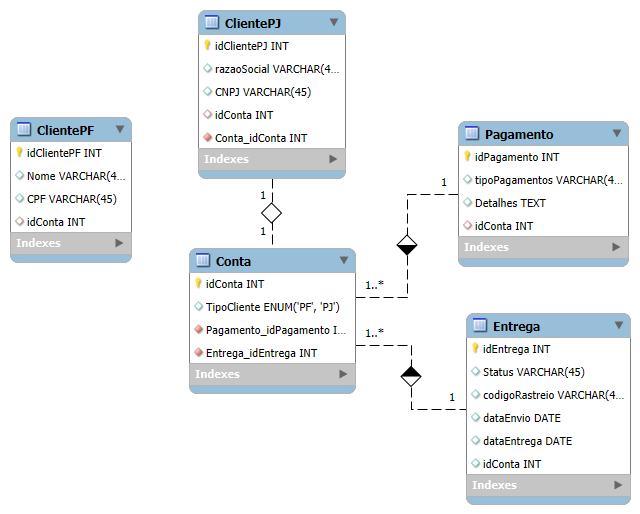 ClientePJ
idClientePJ INT
razaoSocial VARCHAR(4...
CNPJ VARCHAR(45)
idConta INT
Conta_idConta INT
Indexes
ClientePF
idClientePF INT
Nome VARCHAR(4...
CPF VARCHAR(45)
idConta INT
Indexes
Pagamento
idPagamento INT
tipoPagamentos VARCHAR(4...
Detalhes TEXT
idConta INT
Indexes
1
1
1
1..*
Conta
idConta INT
TipoCliente ENUM('PF', 'PJ')
Pagamento_idPagamento I...
Entrega_idEntrega INT
Indexes
1..*
1
Entrega
idEntrega INT
Status VARCHAR(45)
codigoRastreio VARCHAR(4...
dataEnvio DATE
dataEntrega DATE
idConta INT
Indexes